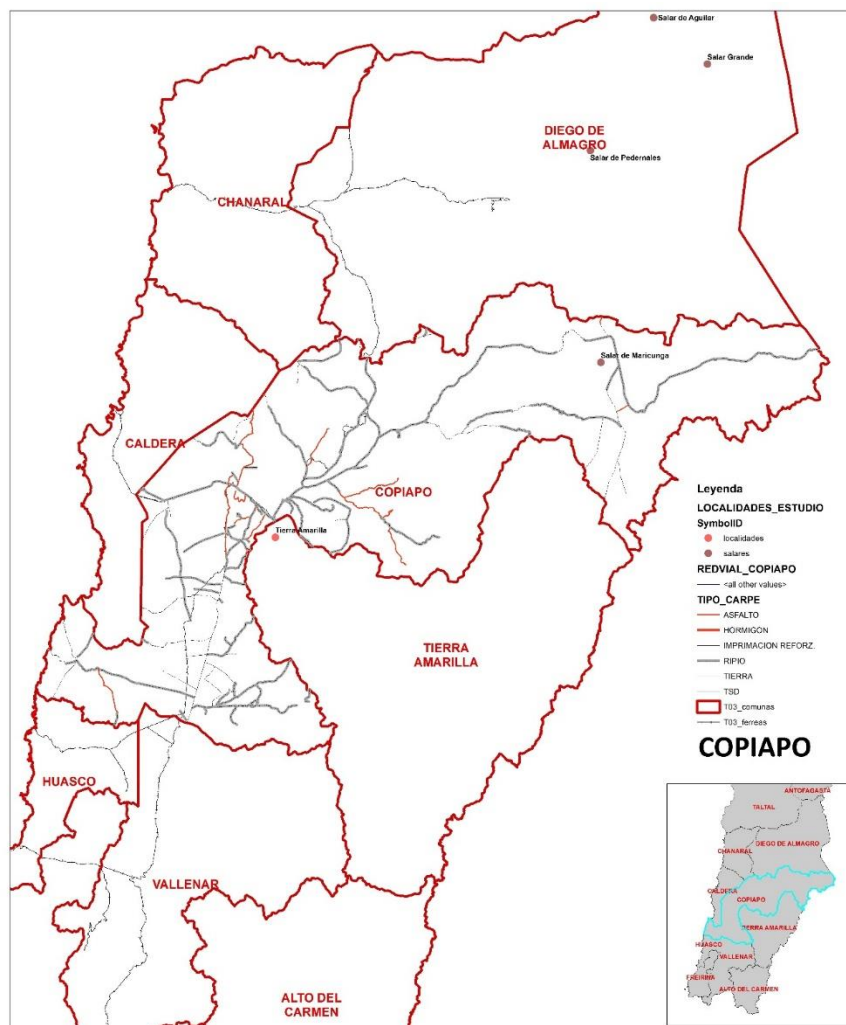 Salar de Aguilar
Salar Grande
DIEGO DE
ALMAGRO
Salar de Pedernales
CHANARAL
Salar de Maricunga
CALDERA
COPIAPO
Tierra Amarilla
TIERRA
AMARILLA
HUASCO
VALLENAR
ALTO DEL
CARMEN
Leyenda
LOCALIDADES_ESTUDIO
SymbolID
localidades
salares
REDVIAL_COPIAPO
<all other values>
TIPO_CARPE
ASFALTO
HORMIGÓN
IMPRIMACION REFORZ.
RIPIO
TIERRA
TSD
T03_comunas
T03_ferreas
COPIAPO
ANTOFAGASTA
TALTAL
DIEGO DE ALMAGRO
CHANARAL
CALDERA
COPIAPO
TIERRA AMARILLA
HUASCO
VALLENAR
FREIRINA
ALTO DEL CARMEN